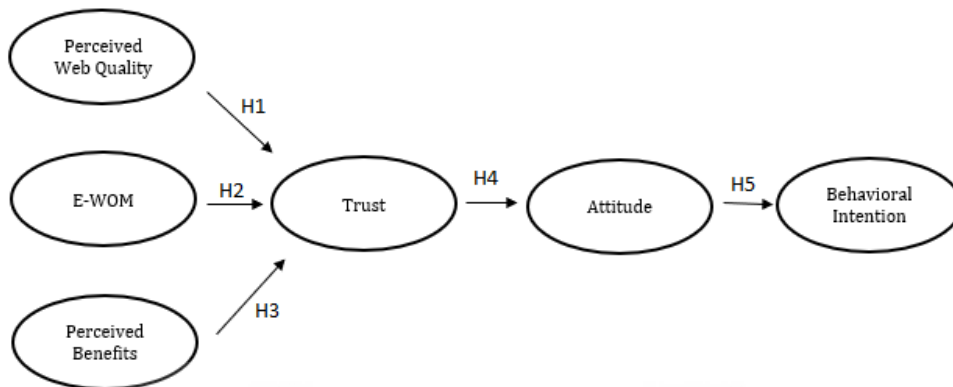 Perceived
Web Quality
H1
E-WOM
H2
Trust
H4
Attitude
H5
Behavioral
Intention
H3
Perceived
Benefits